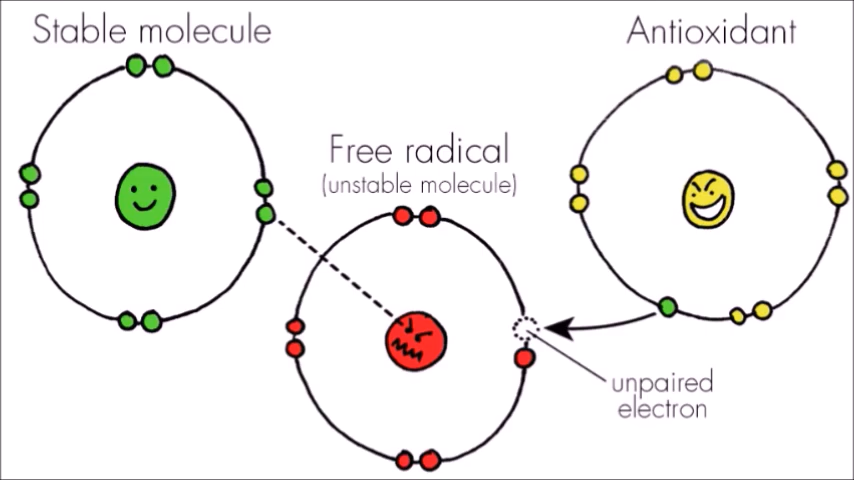 Stable molecule
Antioxidant
Free radical
(unstable molecule)
unpaired
electron